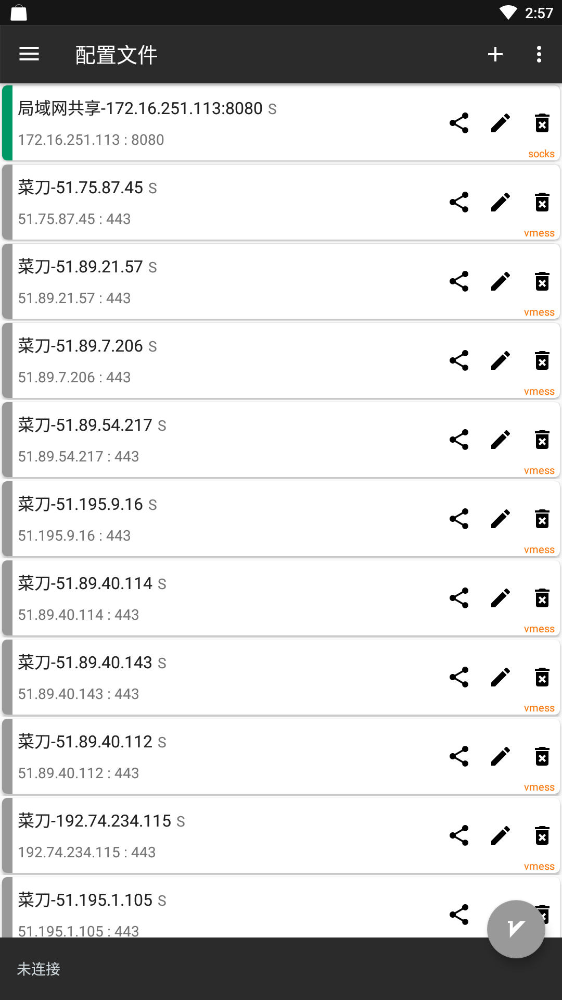 2:57
配置文件
局域网共享-172.16.251.113:8080 S
172.16.251.113 : 8080
socks
菜刀-51.75.87.45 S
51.75.87.45 : 443
vmess
菜刀-51.89.21.57 S
51.89.21.57 : 443
vmess
菜刀-51.89.7.206 S
51.89.7.206 : 443
vmess
菜刀-51.89.54.217 S
51.89.54.217 : 443
vmess
菜刀-51.195.9.16 S
51.195.9.16 : 443
vmess
菜刀-51.89.40.114 S
51.89.40.114 : 443
vmess
菜刀-51.89.40.143 S
51.89.40.143 : 443
vmess
菜刀-51.89.40.112 S
51.89.40.112 : 443
vmess
菜刀-192.74.234.115 S
192.74.234.115 : 443
vmess
菜刀-51.195.1.105 S
51.195.1.105 : 443
未连接